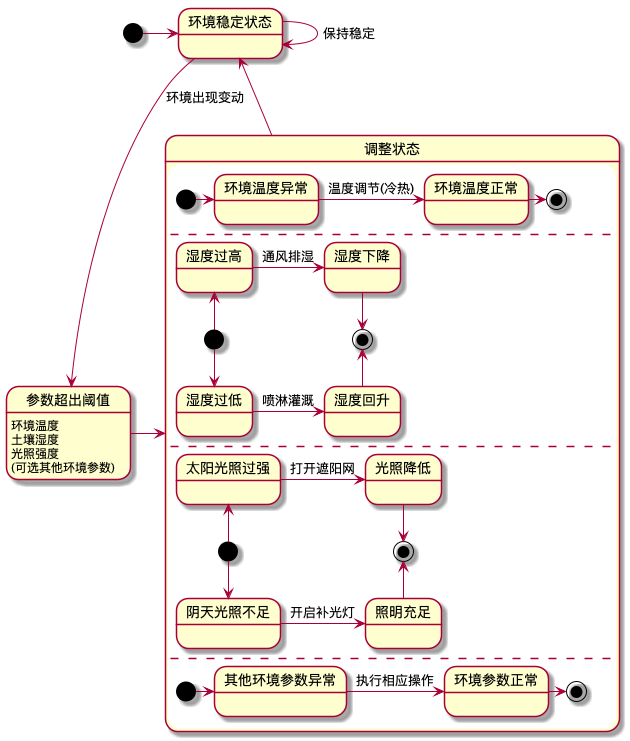 环境稳定状态
保持稳定
环境出现变动
调整状态
环境温度异常
温度调节(冷热)
环境温度正常
湿度过高
通风排湿
湿度下降
参数超出阈值
环境温度
土壤湿度
光照强度
(可选其他环境参数)
湿度过低
喷淋灌溉
湿度回升
太阳光照过强
打开遮阳网
光照降低
阴天光照不足
开启补光灯
照明充足
其他环境参数异常
执行相应操作
环境参数正常